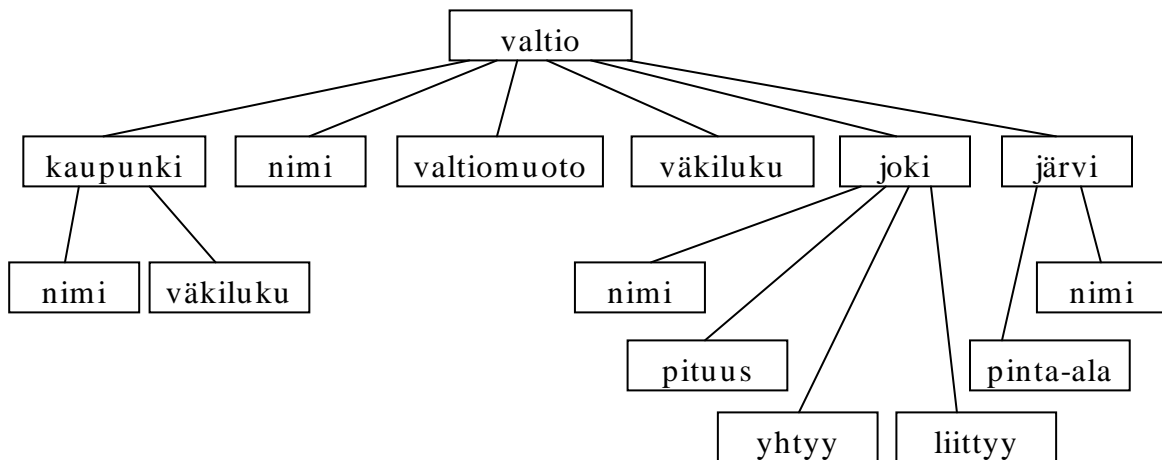 valtio
kaupunki nimi valtiomuoto väkiluku joki järvi
nimi väkiluku nimi nimi
pituus pinta-ala
yhtyy liittyy